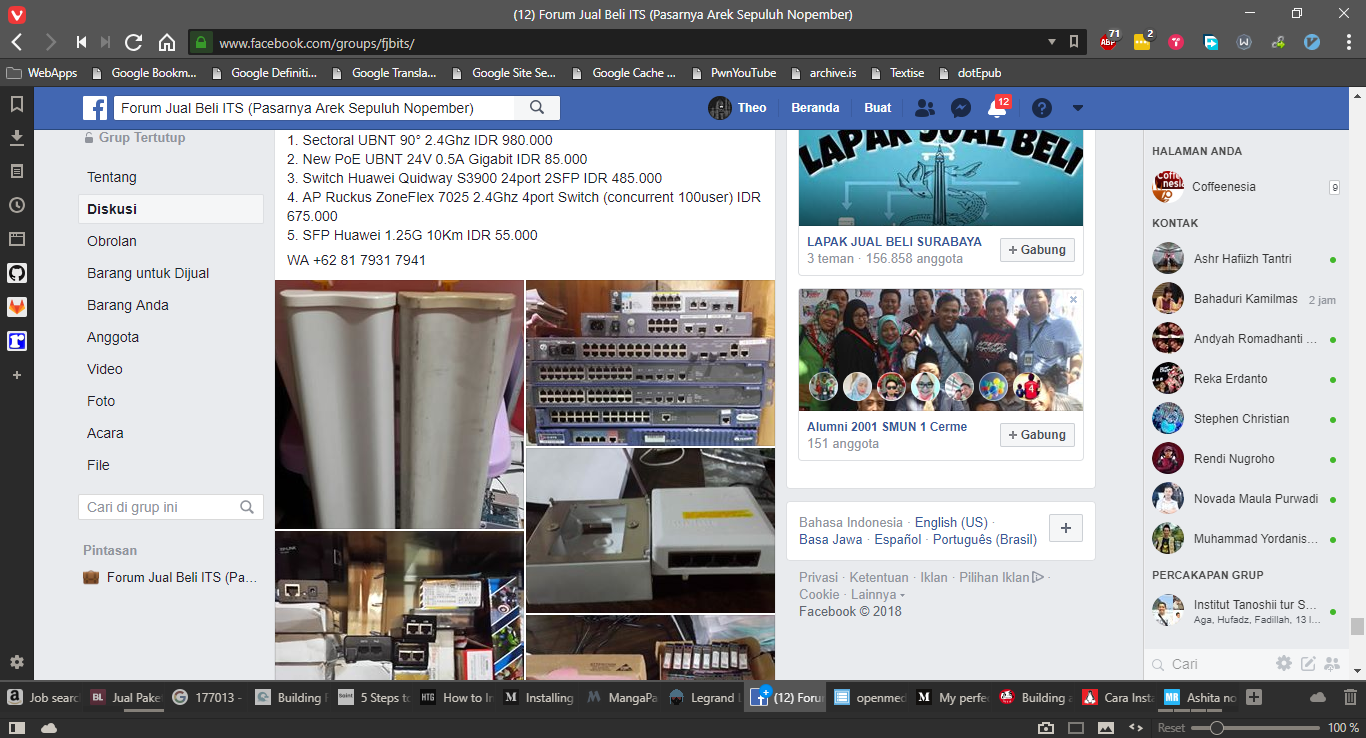 (12) Forum Jual Beli ITS (Pasarnya Arek Sepuluh Nopember)
www.facebook.com/groups/fjbits/
ABP 71
2
WebApps
Google Bookm...
Google Definiti...
Google Transla...
Google Site Se...
Google Cache ...
PwnYouTube
archive.is
Textise
dotEpub
Forum Jual Beli ITS (Pasarnya Arek Sepuluh Nopember)
Theo
Beranda
Buat
12
Grup Tertutup
Tentang
Diskusi
Obrolan
Barang untuk Dijual
Barang Anda
Anggota
Video
Foto
Acara
File
Cari di grup ini
Pintasan
Forum Jual Beli ITS (Pa...
1. Sectoral UBNT 90° 2.4Ghz IDR 980.000
2. New PoE UBNT 24V 0.5A Gigabit IDR 85.000
3. Switch Huawei Quidway S3900 24port 2SFP IDR 485.000
4. AP Ruckus ZoneFlex 7025 2.4Ghz 4port Switch (concurrent 100user) IDR
675.000
5. SFP Huawei 1.25G 10Km IDR 55.000
WA +62 81 7931 7941
LAPAK JUAL BELI
LAPAK JUAL BELI SURABAYA
3 teman · 156.858 anggota
+ Gabung
4
Alumni 2001 SMUN 1 Cerme
151 anggota
+ Gabung
Bahasa Indonesia · English (US) ·
Basa Jawa · Español · Português (Brasil)
+
Privasi · Ketentuan · Iklan · Pilihan Iklan ·
Cookie · Lainnya
Facebook © 2018
HALAMAN ANDA
Coffeenesia
9
KONTAK
Ashr Hafiizh Tantri
Bahaduri Kamilmas
2 jam
Andyah Romadhanti ...
Reka Erdanto
Stephen Christian
Rendi Nugroho
Novada Maula Purwadi
Muhammad Yordanis...
PERCAKAPAN GRUP
Institut Tanoshii tur S...
Aga, Hufadz, Fadillah, 13 l...
Cari
Job sear
BL Jual Pake
177013 -
Building
5 Steps to
HTG How to In
M Installing
MangaPa
Legrand
(12) Foru
openmed
M My perfe
Building a
Cara Inst
MR Ashita no
Reset
100 %